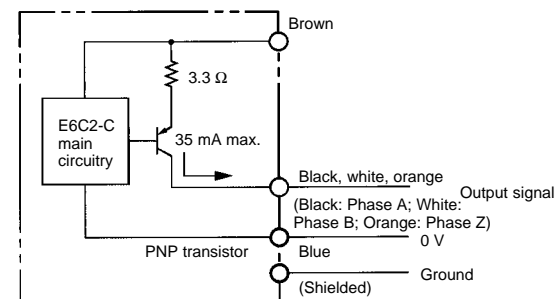 Brown
3.3 Ω
E6C2-C
main
circuitry
35 mA max.
Black, white, orange
Output signal
(Black: Phase A; White:
Phase B; Orange: Phase Z)
0 V
PNP transistor
Blue
Ground
(Shielded)